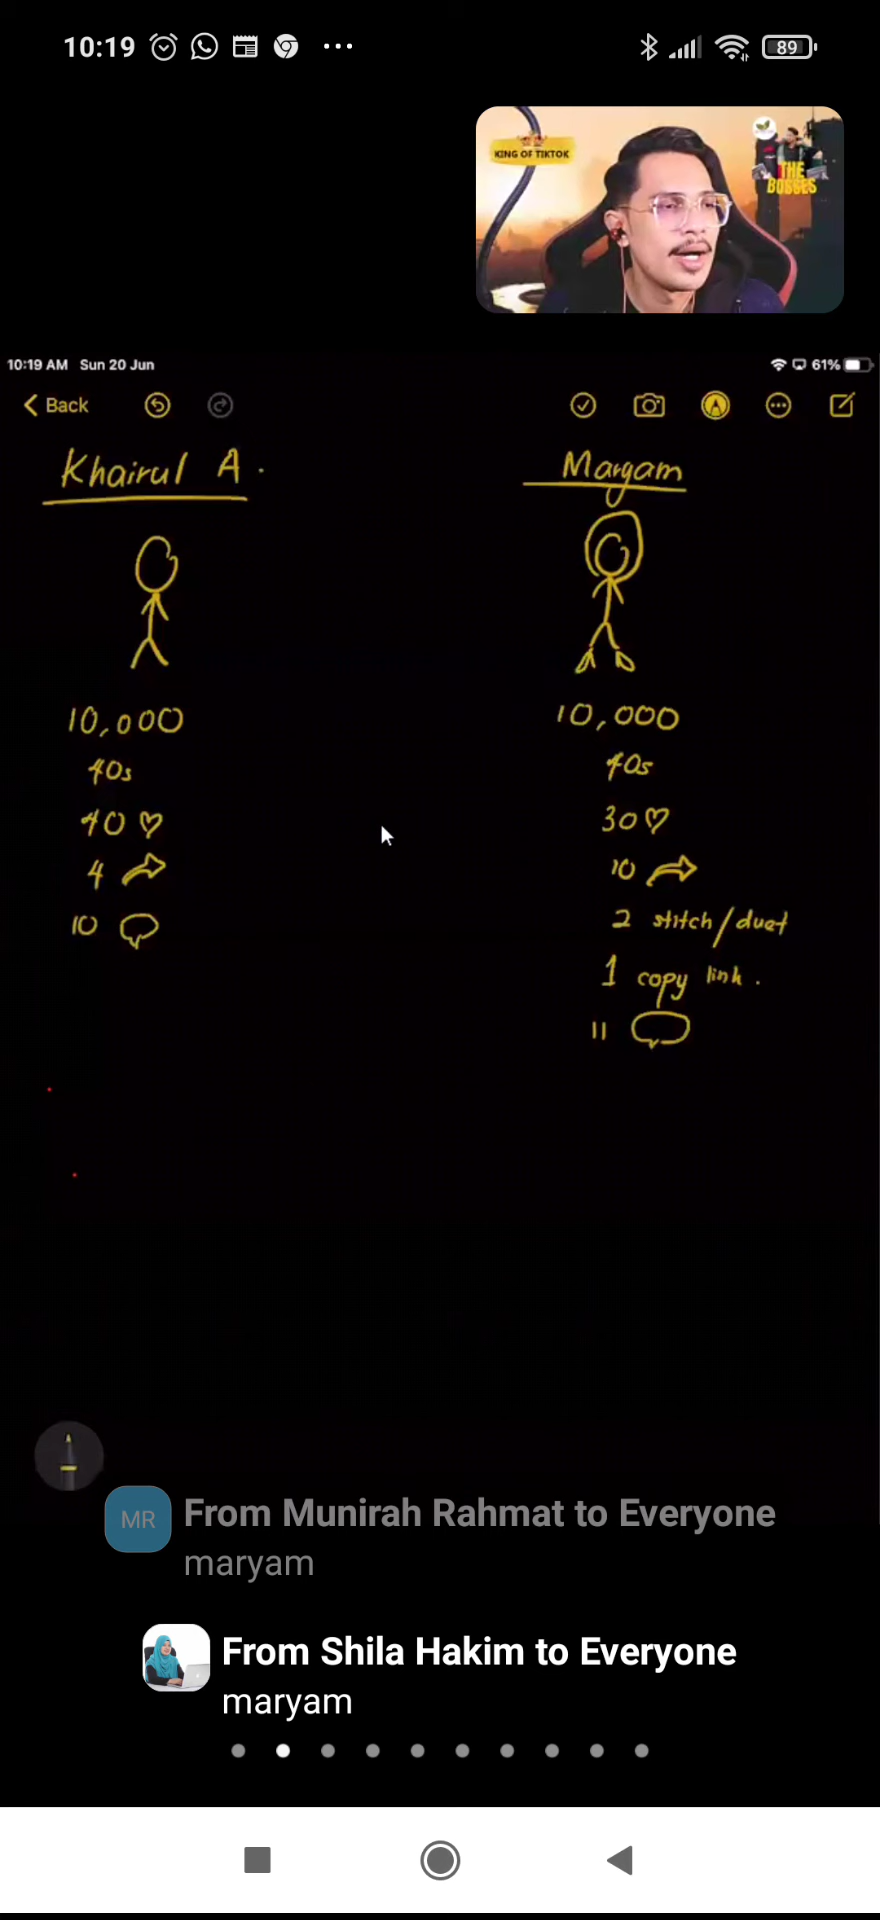 10:19
89
KING OF TIKTOK
THE
BOSSES
10:19 AM Sun 20 Jun
61%
Back
Khairul A.
Maryam
10,000
40s
40
4
10
10,000
40s
30
10
2 stitch/duet
1 copy link.
11
MR
From Munirah Rahmat to Everyone
maryam
From Shila Hakim to Everyone
maryam